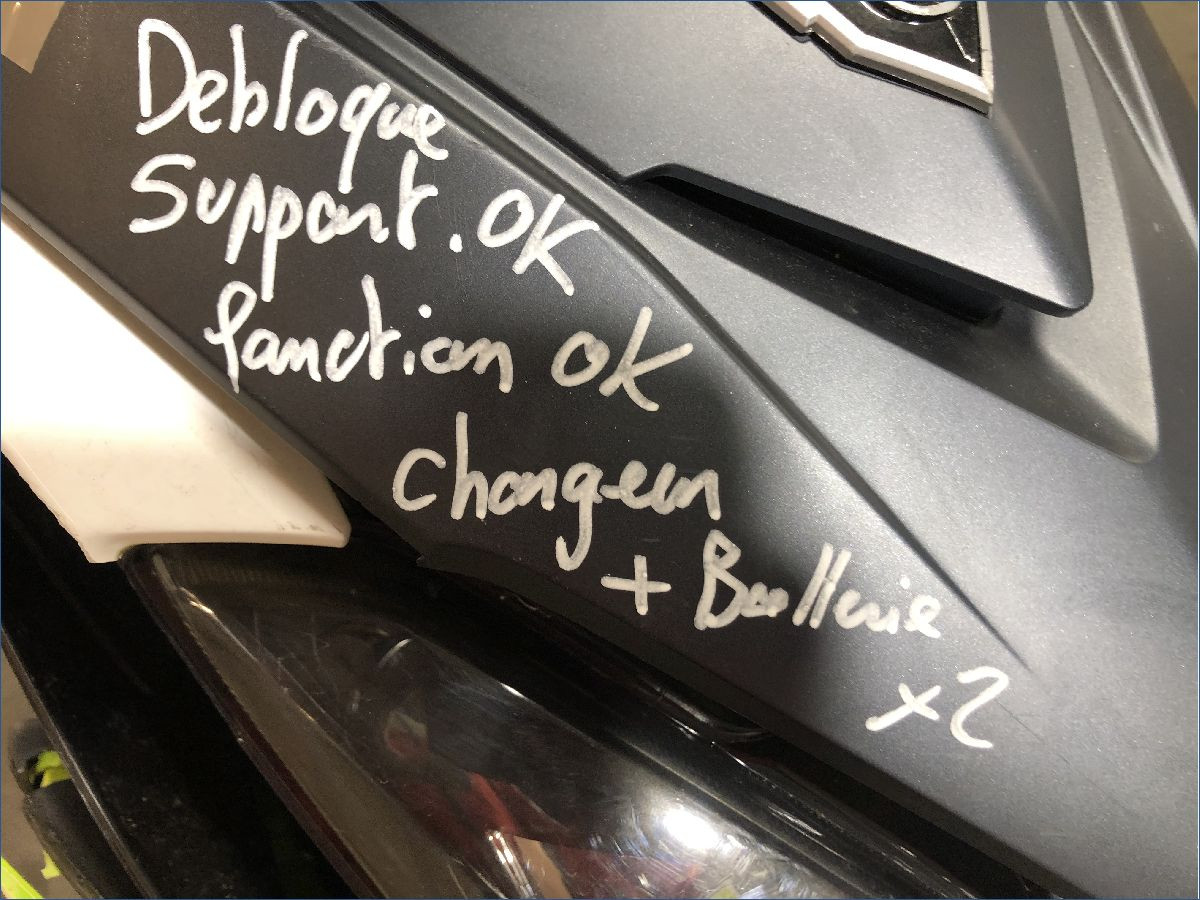 Debloque
Support. OK
fonction OK
chargeur
+ Batterie
x2